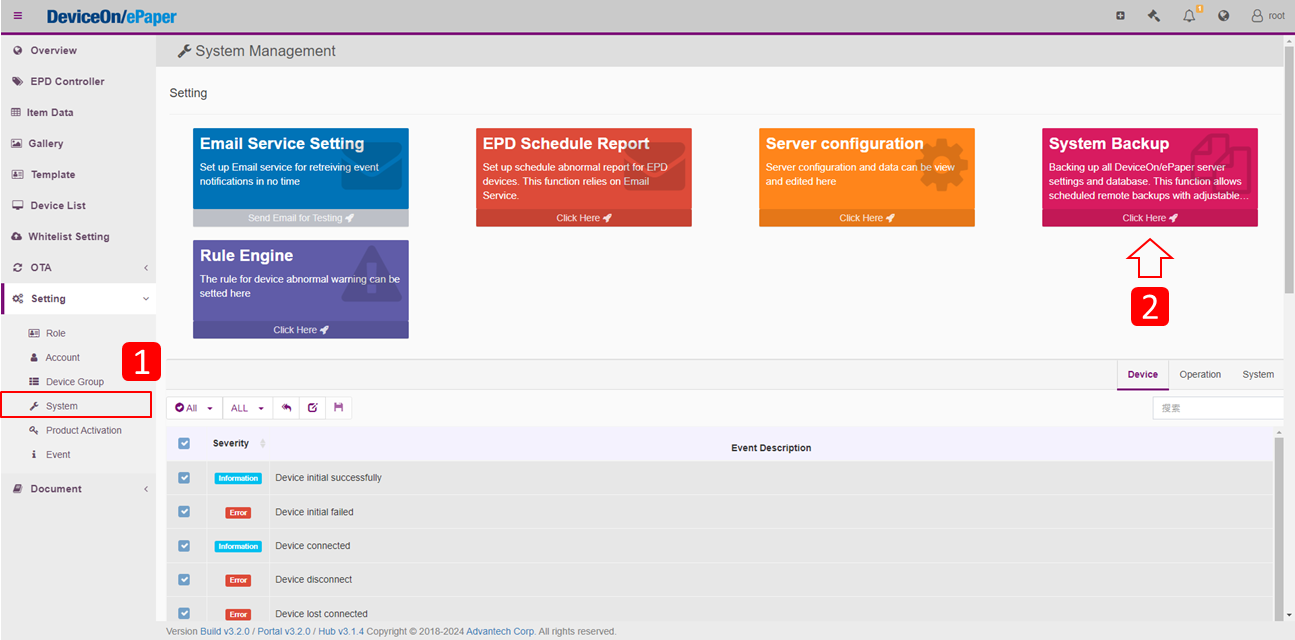 DeviceOn/ePaper
1
root
Overview
EPD Controller
Item Data
Gallery
Template
Device List
Whitelist Setting
OTA
Setting
Role
Account
Device Group
System
Product Activation
Event
Document
1
System Management
Setting
Email Service Setting
Set up Email service for retreiving event
notifications in no time
Send Email for Testing
EPD Schedule Report
Set up schedule abnormal report for EPD
devices. This function relies on Email
Service.
Click Here
Server configuration
Server configuration and data can be view
and edited here
Click Here
System Backup
Backing up all DeviceOn/ePaper server
settings and database. This function allows
scheduled remote backups with adjustable...
Click Here
Rule Engine
The rule for device abnormal warning can be
setted here
Click Here
2
Device Operation System
All ALL
搜索
Severity Event Description
Information Device initial successfully
Error Device initial failed
Information Device connected
Error Device disconnect
Error Device lost connected
Version Build v3.2.0 / Portal v3.2.0 / Hub v3.1.4 Copyright © 2018-2024 Advantech Corp. All rights reserved.